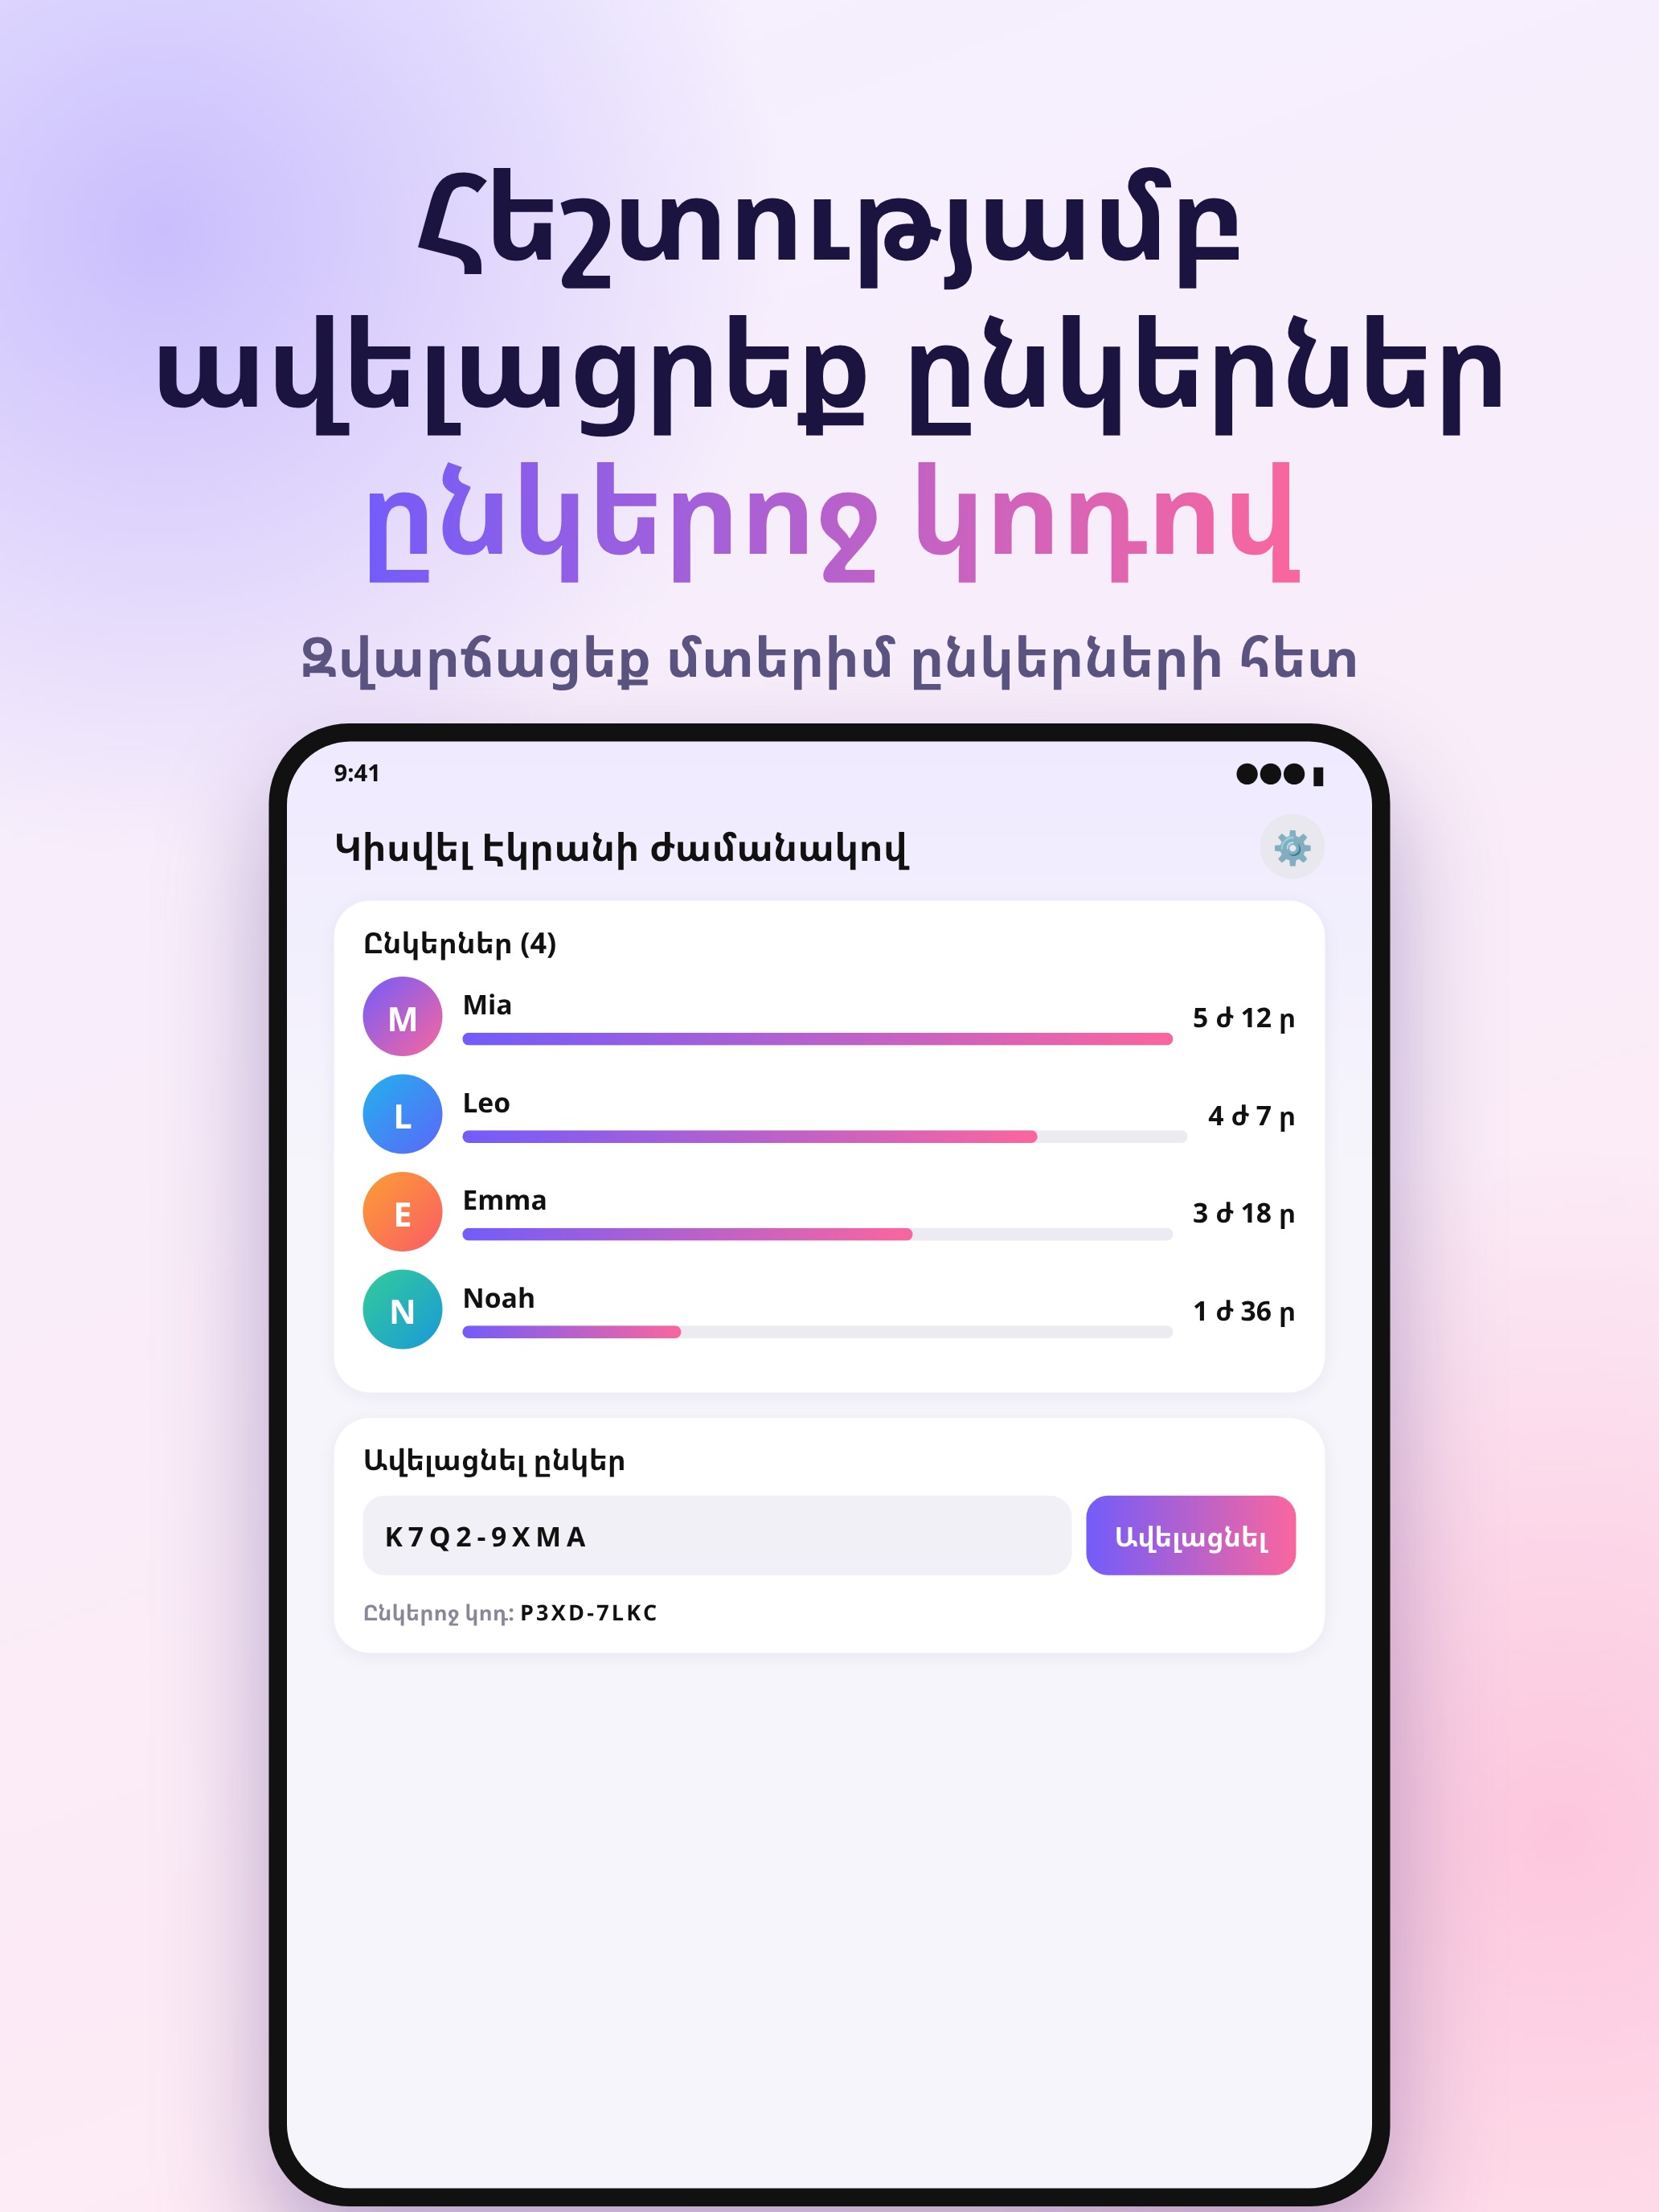 Հեշտությամբ
ավելացրեք ընկերներ
ընկերոջ կոդով
Զվարճացեք մտերիմ ընկերների հետ
9:41
Կիսվել էկրանի ժամանակով
Ընկերներ (4)
M
Mia
5 ժ 12 ր
L
Leo
4 ժ 7 ր
E
Emma
3 ժ 18 ր
N
Noah
1 ժ 36 ր
Ավելացնել ընկեր
K7Q2-9XMA
Ավելացնել
Ընկերոջ կոդ: P3XD-7LKC